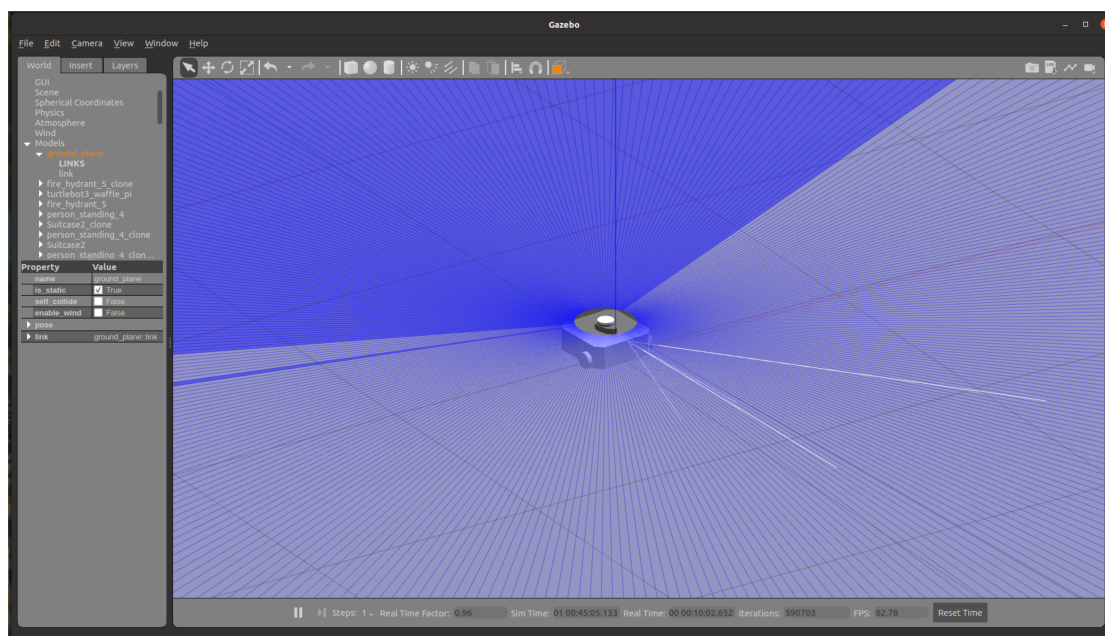 Gazebo
File Edit Camera View Window Help
World Insert Layers
GUI
Scene
Spherical Coordinates
Physics
Atmosphere
Wind
Models
ground_plane
LINKS
link
fire_hydrant_5_clone
turtlebot3_waffle_pi
fire_hydrant_5
person_standing_4
Suitcase2_clone
person_standing_4_clone
Suitcase2
person_standing_4_clon...
Property Value
name ground_plane
is_static True
self_collide False
enable_wind False
pose
link ground_plane::link
Steps: 1 Real Time Factor: 0.96 Sim Time: 01 00:45:05.133 Real Time: 00 00:10:02.652 Iterations: 590703 FPS: 62.78 Reset Time